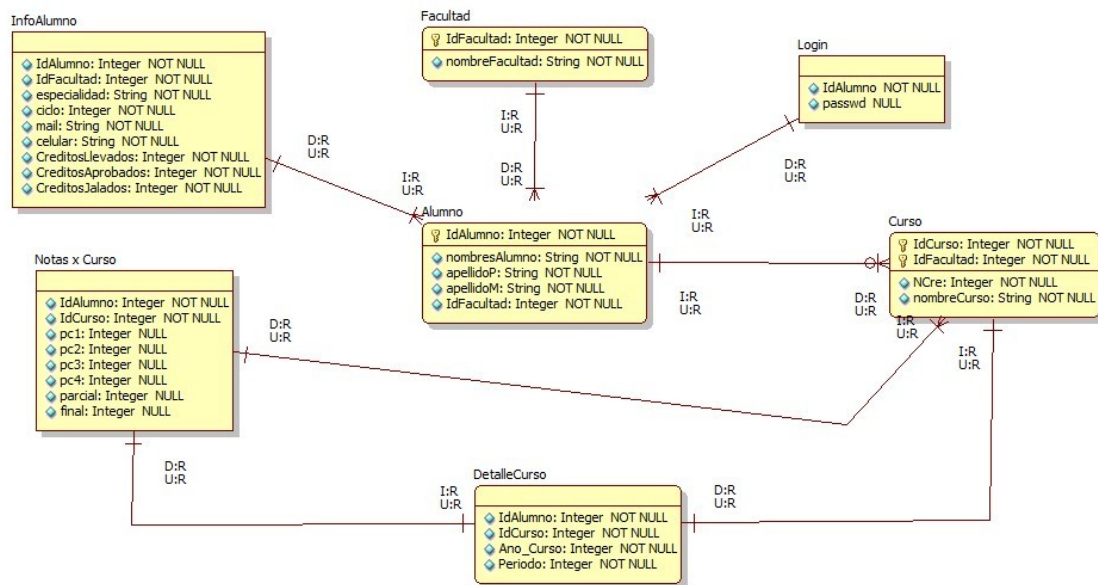 InfoAlumno
IdAlumno: Integer NOT NULL
IdFacultad: Integer NOT NULL
especialidad: String NOT NULL
ciclo: Integer NOT NULL
mail: String NOT NULL
celular: String NOT NULL
CreditosLlevados: Integer NOT NULL
CreditosAprobados: Integer NOT NULL
CreditosJalados: Integer NOT NULL
Facultad
IdFacultad: Integer NOT NULL
nombreFacultad: String NOT NULL
Login
IdAlumno NOT NULL
passwd NULL
D:R
U:R
I:R
U:R
I:R
U:R
D:R
U:R
D:R
U:R
I:R
U:R
Alumno
IdAlumno: Integer NOT NULL
nombresAlumno: String NOT NULL
apellidoP: String NOT NULL
apellidoM: String NOT NULL
IdFacultad: Integer NOT NULL
I:R
U:R
D:R
U:R
Curso
IdCurso: Integer NOT NULL
IdFacultad: Integer NOT NULL
NCre: Integer NOT NULL
nombreCurso: String NOT NULL
Notas x Curso
IdAlumno: Integer NOT NULL
IdCurso: Integer NOT NULL
pc1: Integer NULL
pc2: Integer NULL
pc3: Integer NULL
pc4: Integer NULL
parcial: Integer NULL
final: Integer NULL
D:R
U:R
I:R
U:R
I:R
U:R
D:R
U:R
I:R
U:R
D:R
U:R
DetalleCurso
IdAlumno: Integer NOT NULL
IdCurso: Integer NOT NULL
Ano_Curso: Integer NOT NULL
Periodo: Integer NOT NULL